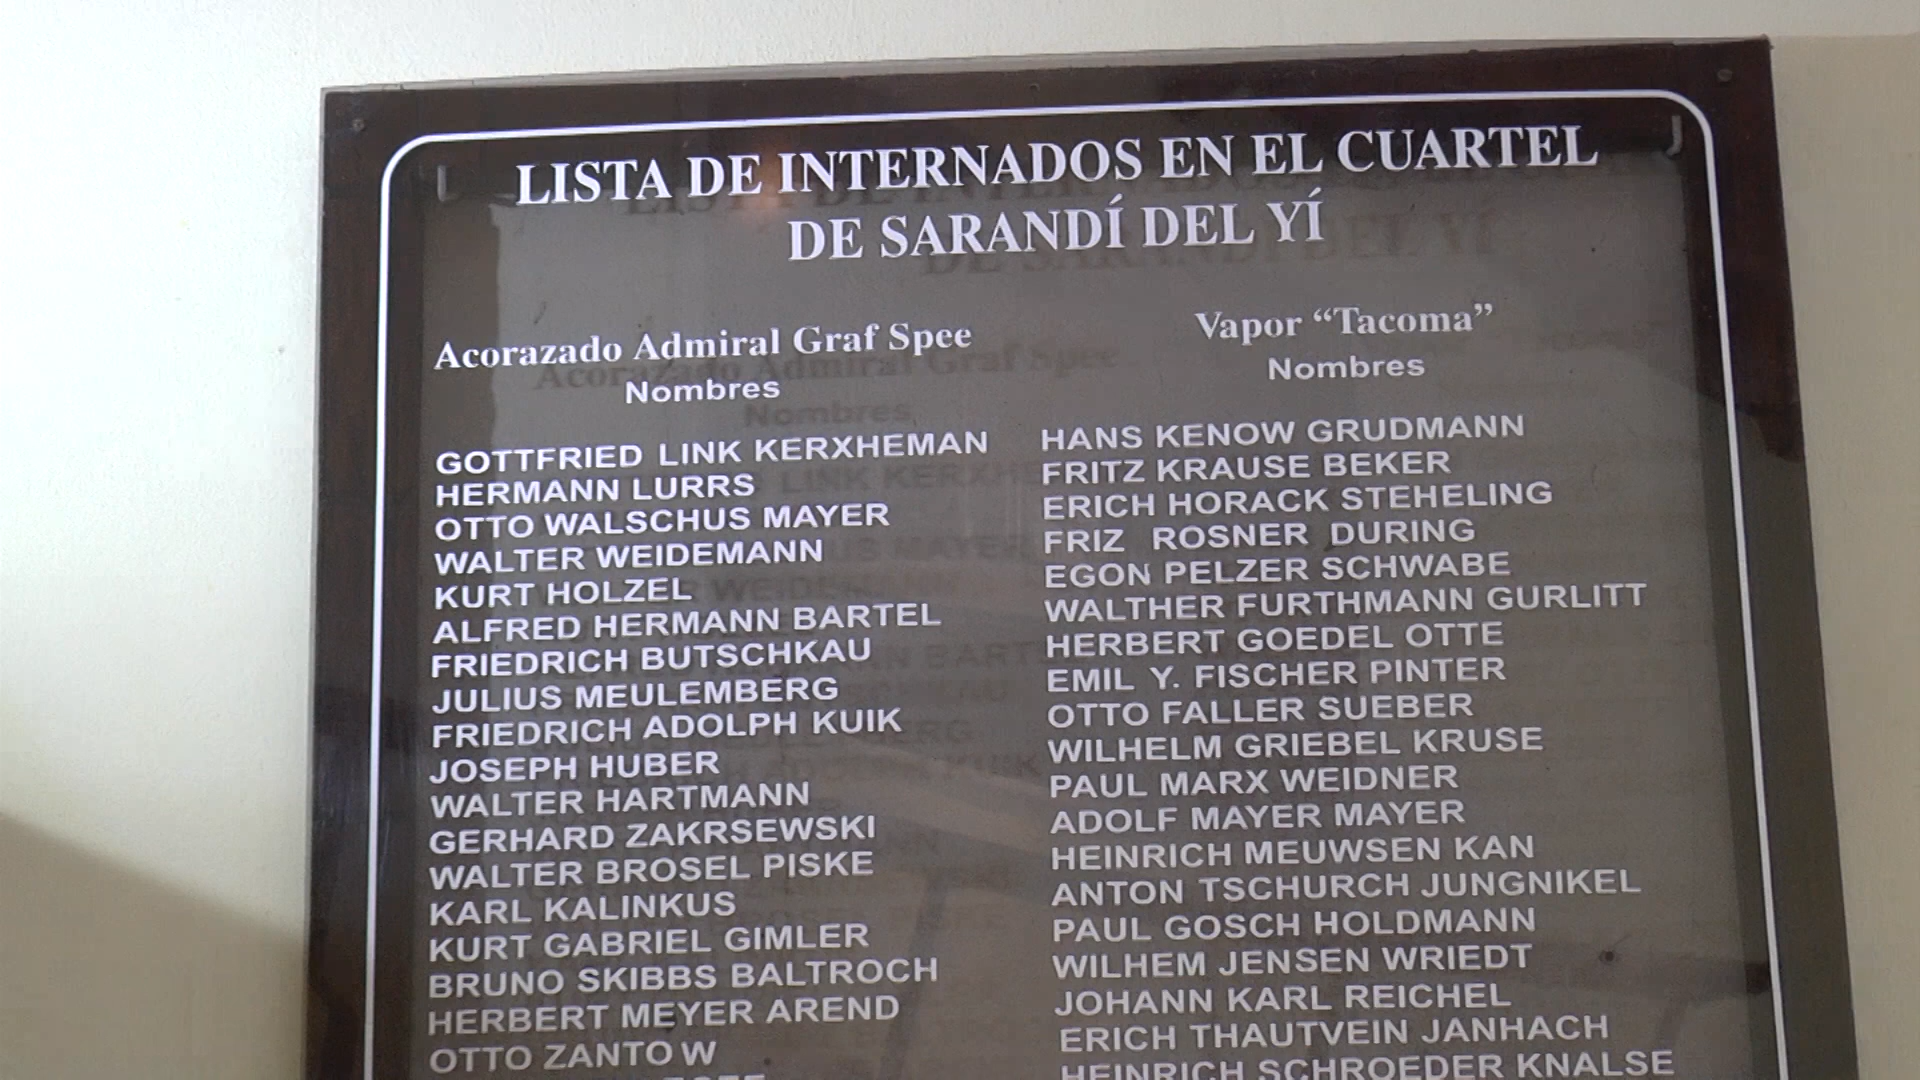 LISTA DE INTERNADOS EN EL CUARTEL
DE SARANDÍ DEL YÍ
Acorazado Admiral Graf Spee
Nombres
GOTTFRIED LINK KERXHEMAN
HERMANN LURRS
OTTO WALSCHUS MAYER
WALTER WEIDEMANN
KURT HOLZEL
ALFRED HERMANN BARTEL
FRIEDRICH BUTSCHKAU
JULIUS MEULEMBERG
FRIEDRICH ADOLPH KUIK
JOSEPH HUBER
WALTER HARTMANN
GERHARD ZAKRSEWSKI
WALTER BROSEL PISKE
KARL KALINKUS
KURT GABRIEL GIMLER
BRUNO SKIBBS BALTROCH
HERBERT MEYER AREND
OTTO ZANTO W
Vapor “Tacoma”
Nombres
HANS KENOW GRUDMANN
FRITZ KRAUSE BEKER
ERICH HORACK STEHELING
FRIZ ROSNER DURING
EGON PELZER SCHWABE
WALTHER FURTHMANN GURLITT
HERBERT GOEDEL OTTE
EMIL Y. FISCHER PINTER
OTTO FALLER SUEBER
WILHELM GRIEBEL KRUSE
PAUL MARX WEIDNER
ADOLF MAYER MAYER
HEINRICH MEUWSEN KAN
ANTON TSCHURCH JUNGNIKEL
PAUL GOSCH HOLDMANN
WILHEM JENSEN WRIEDT
JOHANN KARL REICHEL
ERICH THAUTVEIN JANHACH
HEINRICH SCHROEDER KNALSE